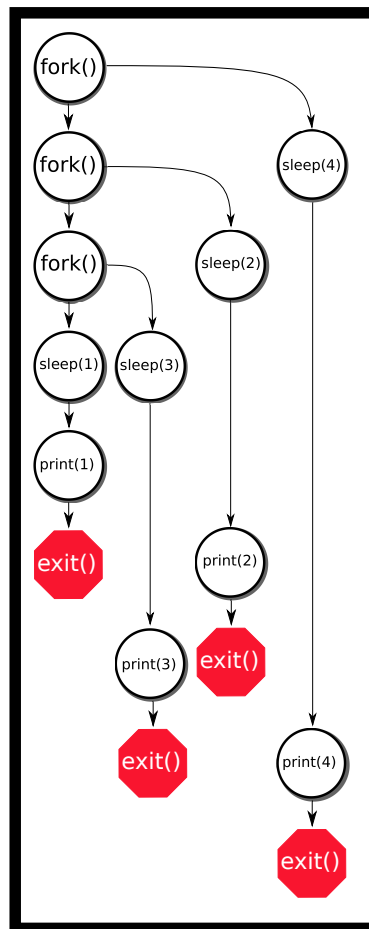 fork()
fork()
sleep(4)
fork()
sleep(2)
sleep(1)
sleep(3)
print(1)
exit()
print(2)
print(3)
exit()
exit()
print(4)
exit()